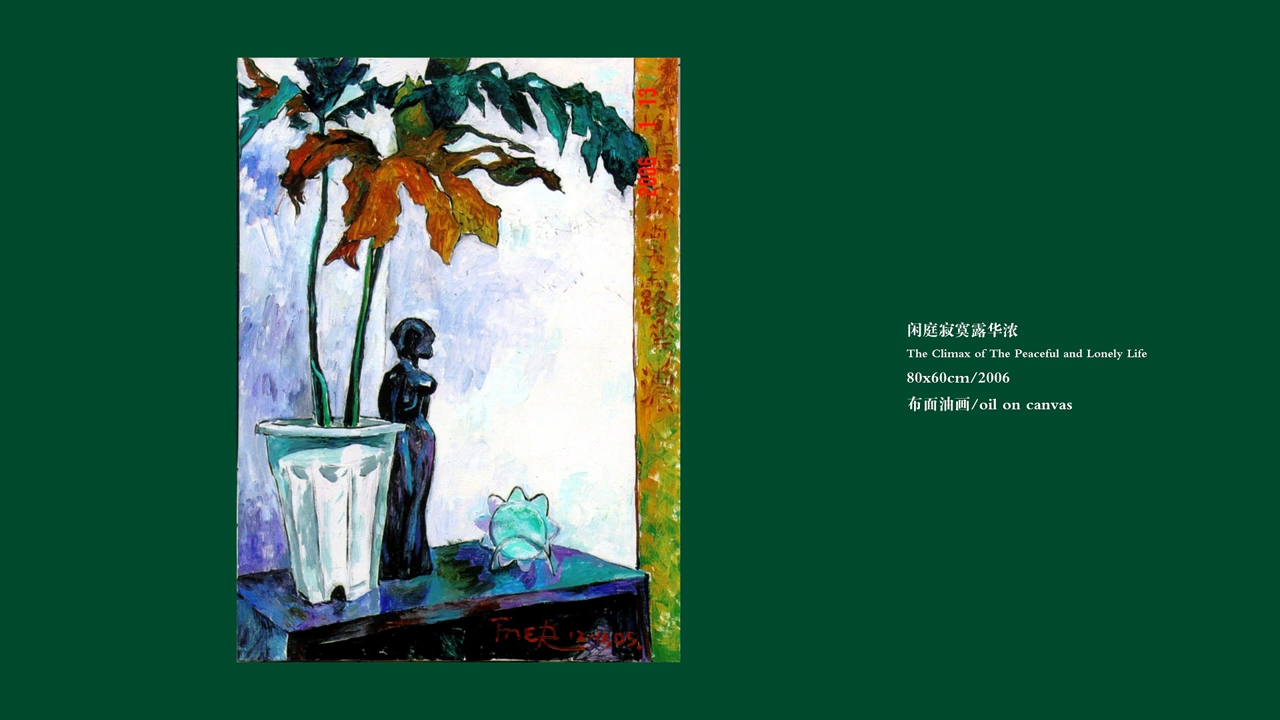 2006 1 13
闲庭寂寞露华浓
The Climax of The Peaceful and Lonely Life
80x60cm/2006
布面油画/oil on canvas